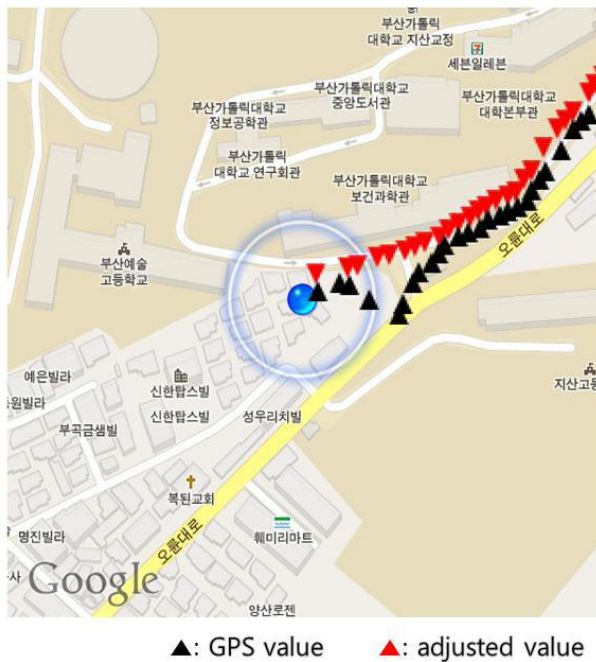 부산가톨릭
대학교 지산교정
세븐일레븐
부산가톨릭대학교
중앙도서관
부산가톨릭대학교
정보공학관
부산가톨릭대학교
대학본부관
부산가톨릭
대학교 연구회관
부산가톨릭대학교
보건과학관
오륜대로
부산예술
고등학교
예은빌라
신한탑스빌
신한탑스빌
성우리치빌
지산고등
동원빌라
부곡금샘빌
복된교회
오륜대로
명진빌라
훼미리마트
사
Google
양산로젠
▲: GPS value
▲: adjusted value